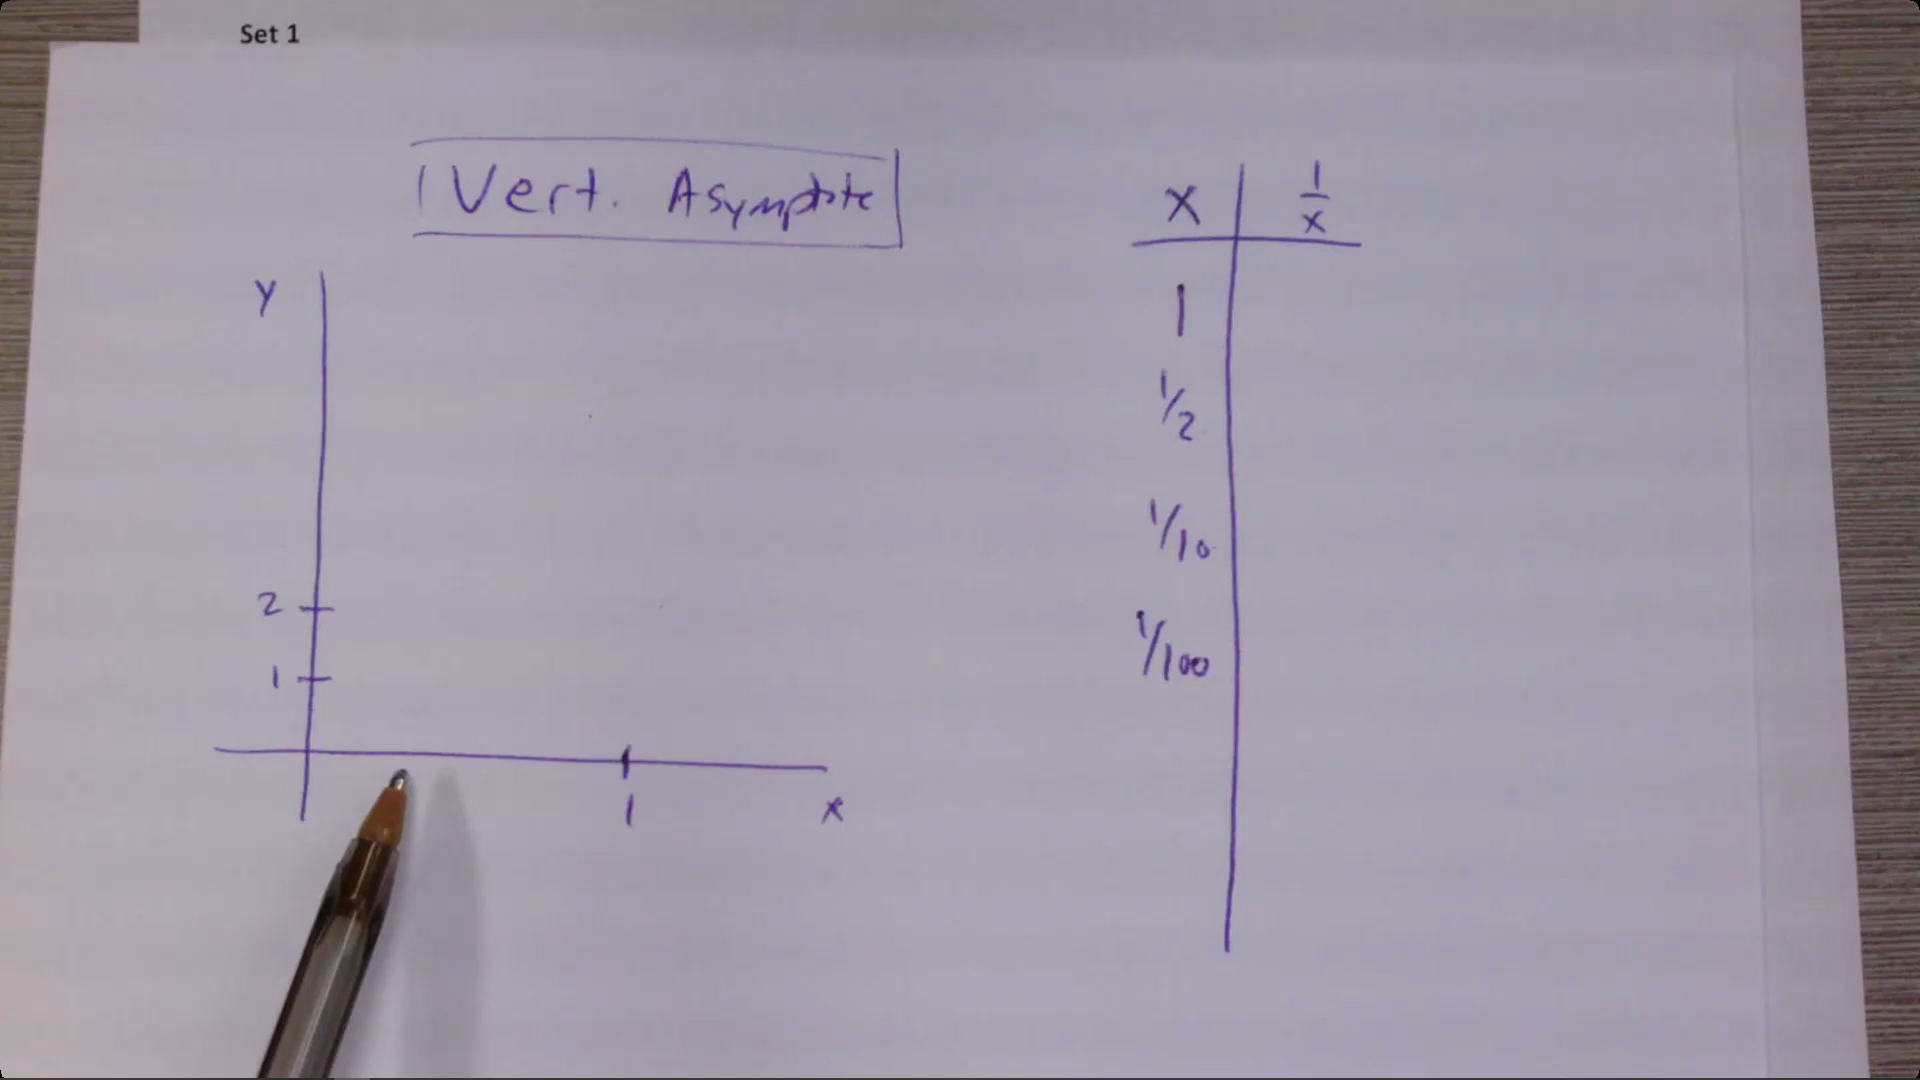 Set 1
Vert. Asymptote
y
2
1
1
x
x | 1/x
1
1/2
1/10
1/100